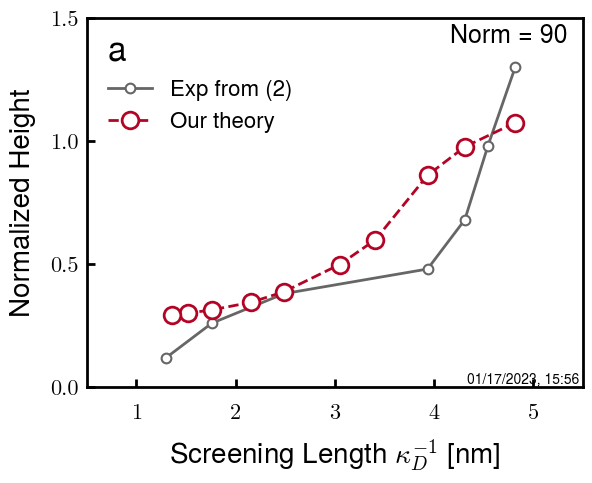 Norm = 90
a
Exp from (2)
Our theory
Normalized Height
1.5
1.0
0.5
0.0
01/17/2023, 15:56
1 2 3 4 5
Screening Length κ_D^{-1} [nm]